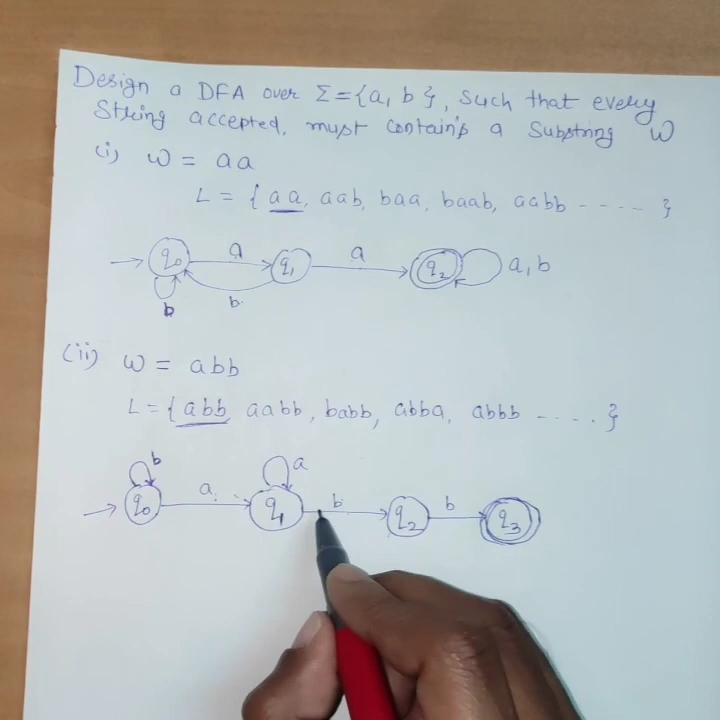 Design a DFA over Σ = {a, b}, such that every
String accepted, must contain's a Substring W
(i) W = aa
L = { aa, aab, baa, baab, aabb ----- }
a a
q₀ q₁ q₂ a, b
b b
(ii) W = abb
L = { abb aabb, babb, abba, abbb ----- }
b a
q₀ a q₁ b q₂ b q₃